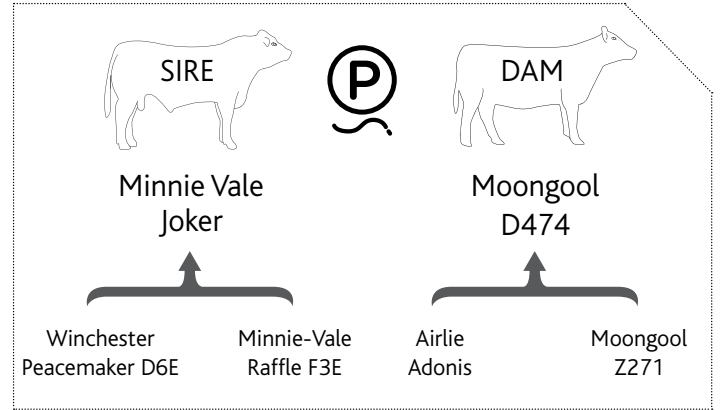 SIRE
P
DAM
Minnie Vale
Joker
Moongool
D474
Winchester
Peacemaker D6E
Minnie-Vale
Raffle F3E
Airlie
Adonis
Moongool
Z271